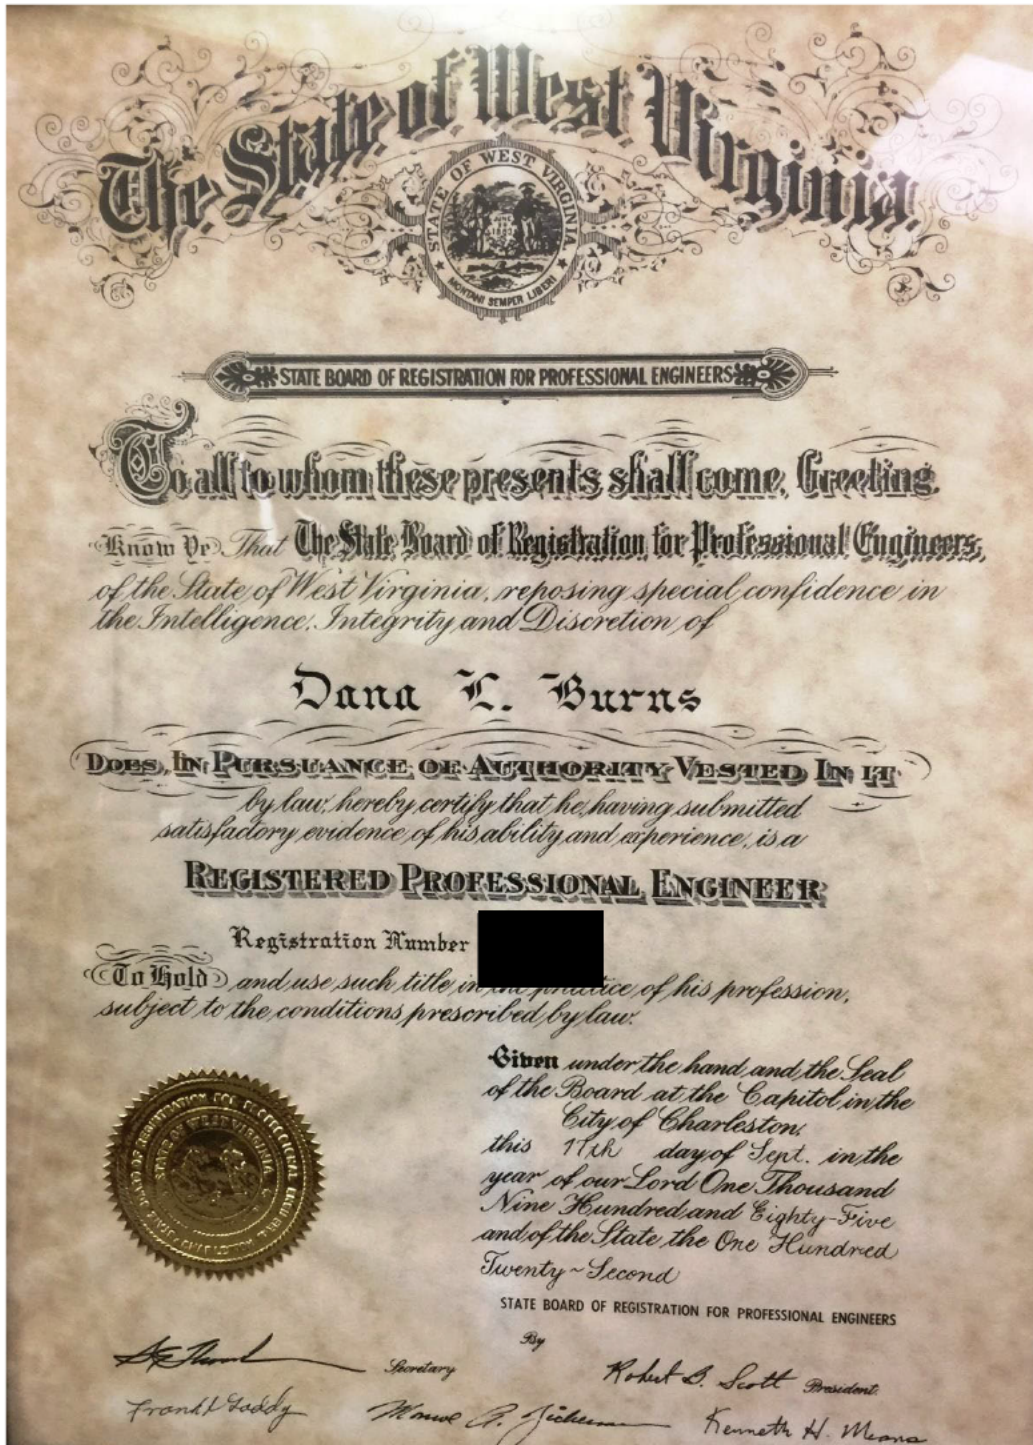 The State of West Virginia
STATE OF WEST VIRGINIA
MONTANI SEMPER LIBERI
STATE BOARD OF REGISTRATION FOR PROFESSIONAL ENGINEERS
To all to whom these presents shall come, Greeting.
Know Ye, That The State Board of Registration for Professional Engineers,
of the State of West Virginia, reposing special confidence in
the Intelligence, Integrity and Discretion of
Dana L. Burns
DOES, IN PURSUANCE OF AUTHORITY VESTED IN IT
by law, hereby certify that he, having submitted
satisfactory evidence of his ability and experience, is a
REGISTERED PROFESSIONAL ENGINEER
Registration Number
To Hold and use such title in the practice of his profession,
subject to the conditions prescribed by law.
Given under the hand and the Seal
of the Board at the Capitol in the
City of Charleston,
this 17th day of Sept. in the
year of our Lord One Thousand
Nine Hundred and Eighty-Five
and of the State the One Hundred
Twenty~Second
STATE BOARD OF REGISTRATION FOR PROFESSIONAL ENGINEERS
By
Secretary
Robert B. Scott President
Kenneth H. Means
STATE OF WEST VIRGINIA